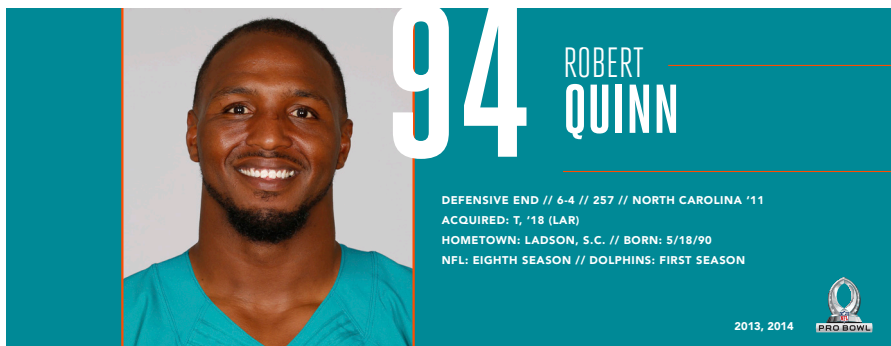 94
ROBERT
QUINN
DEFENSIVE END // 6-4 // 257 // NORTH CAROLINA ’11
ACQUIRED: T, ’18 (LAR)
HOMETOWN: LADSON, S.C. // BORN: 5/18/90
NFL: EIGHTH SEASON // DOLPHINS: FIRST SEASON
2013, 2014
NFL
PRO BOWL